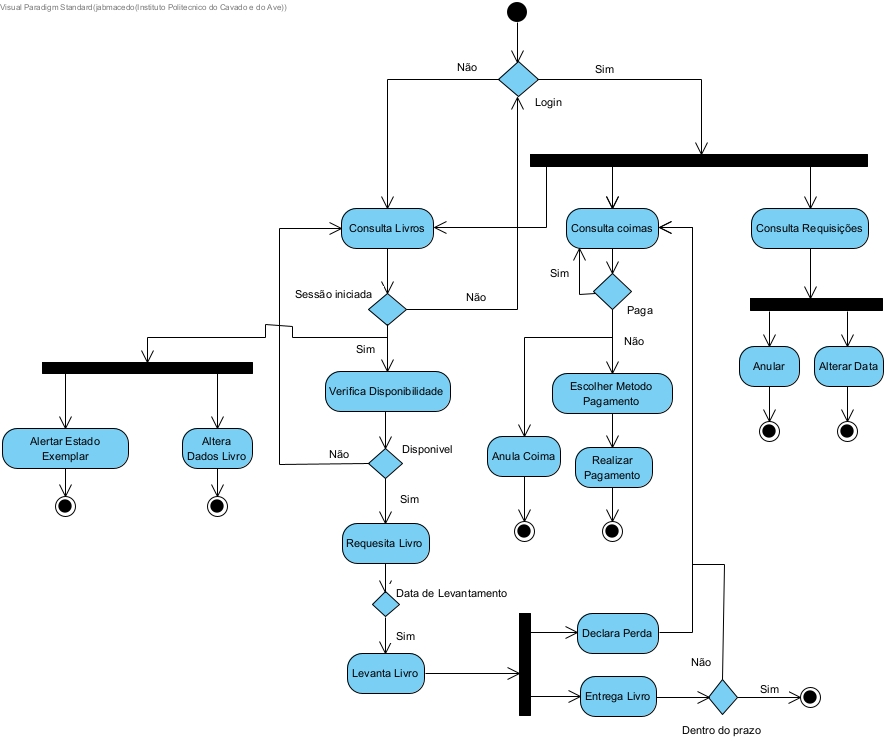 Visual Paradigm Standard(jabmacedo(Instituto Politecnico do Cavado e do Ave))
Não
Sim
Login
Consulta Livros
Consulta coimas
Consulta Requisições
Sim
Sessão iniciada
Não
Paga
Sim
Não
Verifica Disponibilidade
Escolher Metodo
Pagamento
Anular
Alterar Data
Alertar Estado
Exemplar
Altera
Dados Livro
Não
Disponivel
Anula Coima
Realizar
Pagamento
Sim
Requesita Livro
Data de Levantamento
Sim
Declara Perda
Levanta Livro
Não
Entrega Livro
Sim
Dentro do prazo